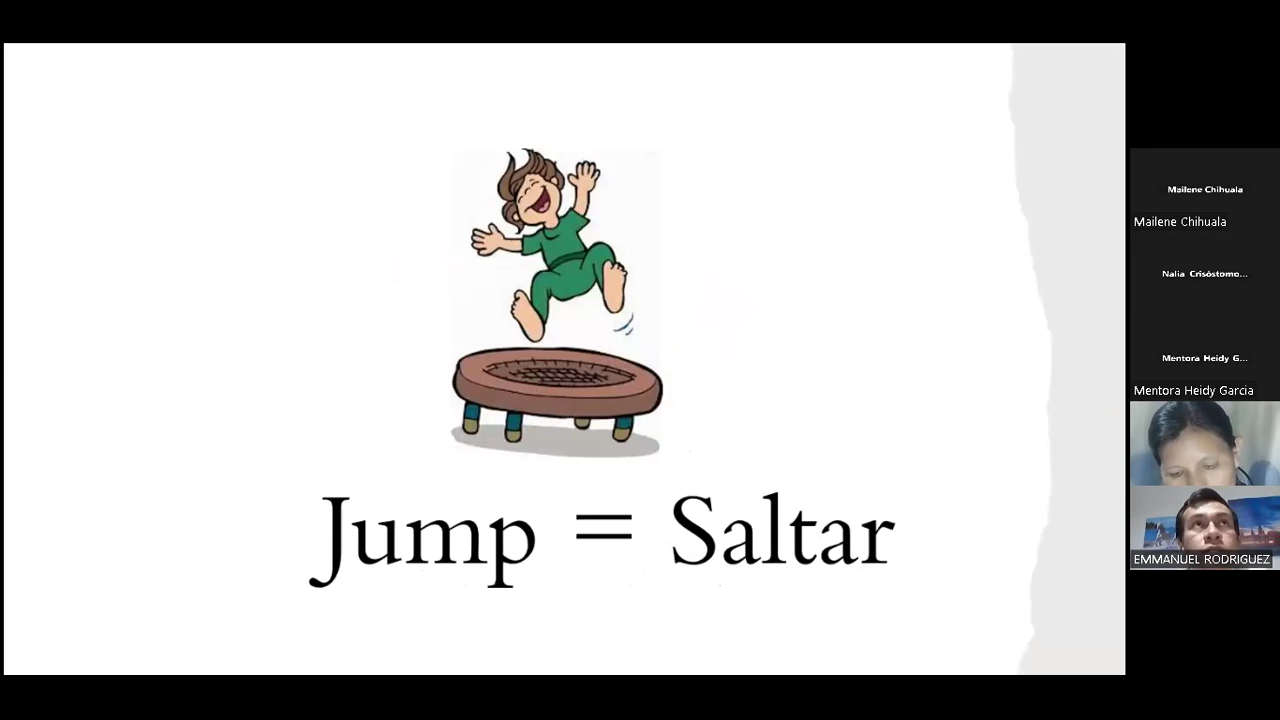 Jump = Saltar
Mailene Chihuala
Mailene Chihuala
Nalia Crisóstomo...
Mentora Heidy G...
Mentora Heidy Garcia
EMMANUEL RODRIGUEZ